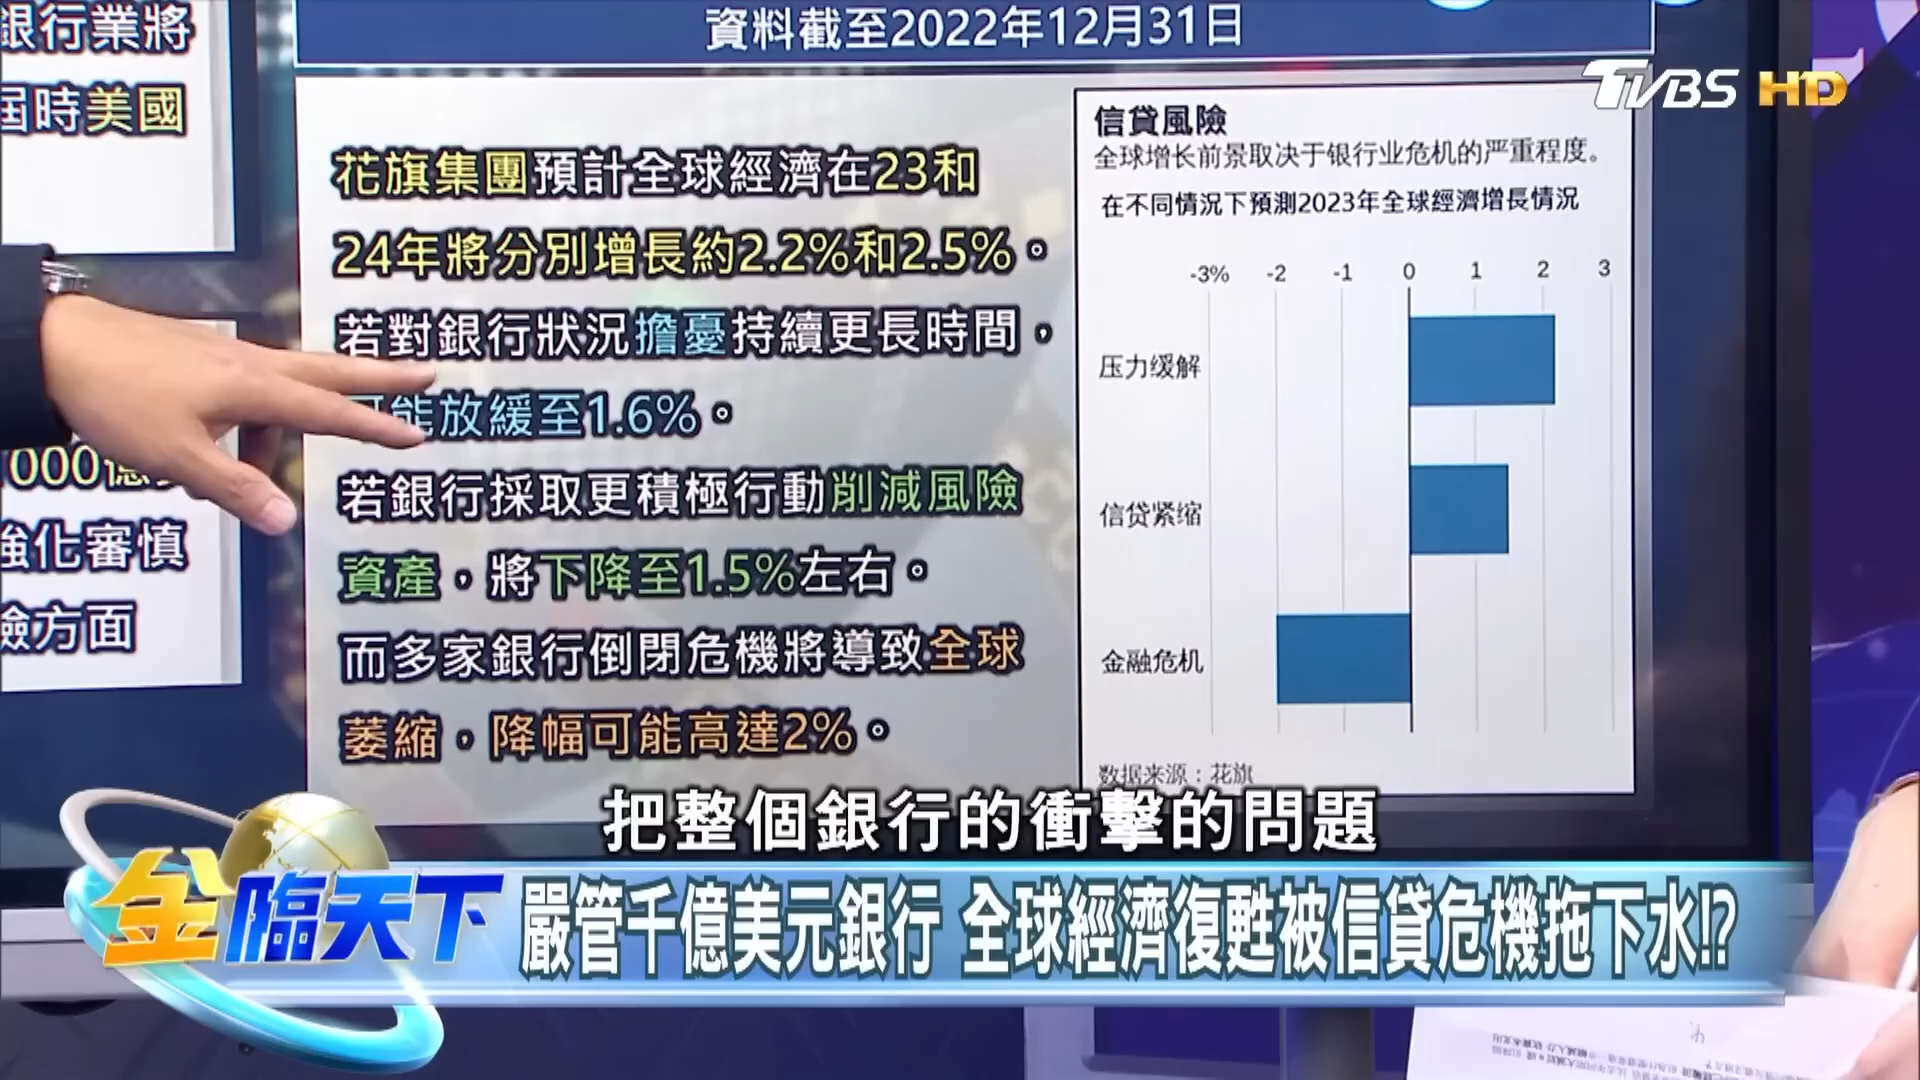 銀行業將
屆時美國
000億
強化審慎
險方面
資料截至2022年12月31日
TVBS HD
花旗集團預計全球經濟在23和
24年將分別增長約2.2%和2.5%。
若對銀行狀況擔憂持續更長時間，
可能放緩至1.6%。
若銀行採取更積極行動削減風險
資產，將下降至1.5%左右。
而多家銀行倒閉危機將導致全球
萎縮，降幅可能高達2%。
信貸風險
全球增长前景取决于银行业危机的严重程度。
在不同情況下預測2023年全球經濟增長情況
-3% -2 -1 0 1 2 3
压力缓解
信贷紧缩
金融危机
数据来源：花旗
把整個銀行的衝擊的問題
金臨天下
嚴管千億美元銀行 全球經濟復甦被信貸危機拖下水!?